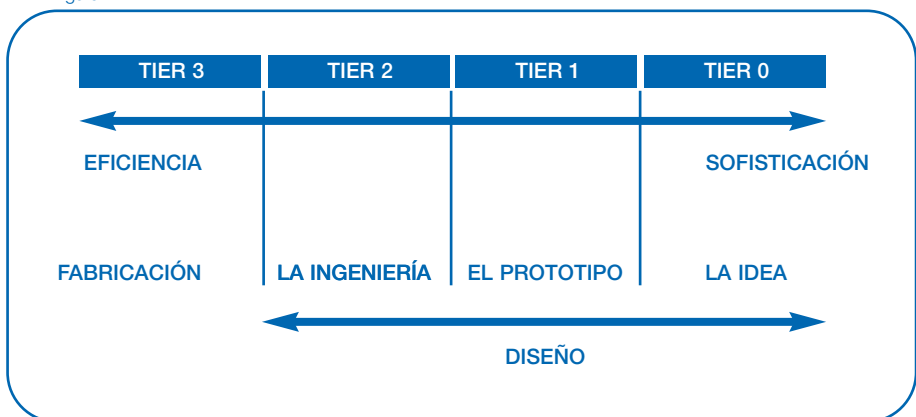 TIER 3 TIER 2 TIER 1 TIER 0
EFICIENCIA SOFISTICACIÓN
FABRICACIÓN LA INGENIERÍA EL PROTOTIPO LA IDEA
DISEÑO